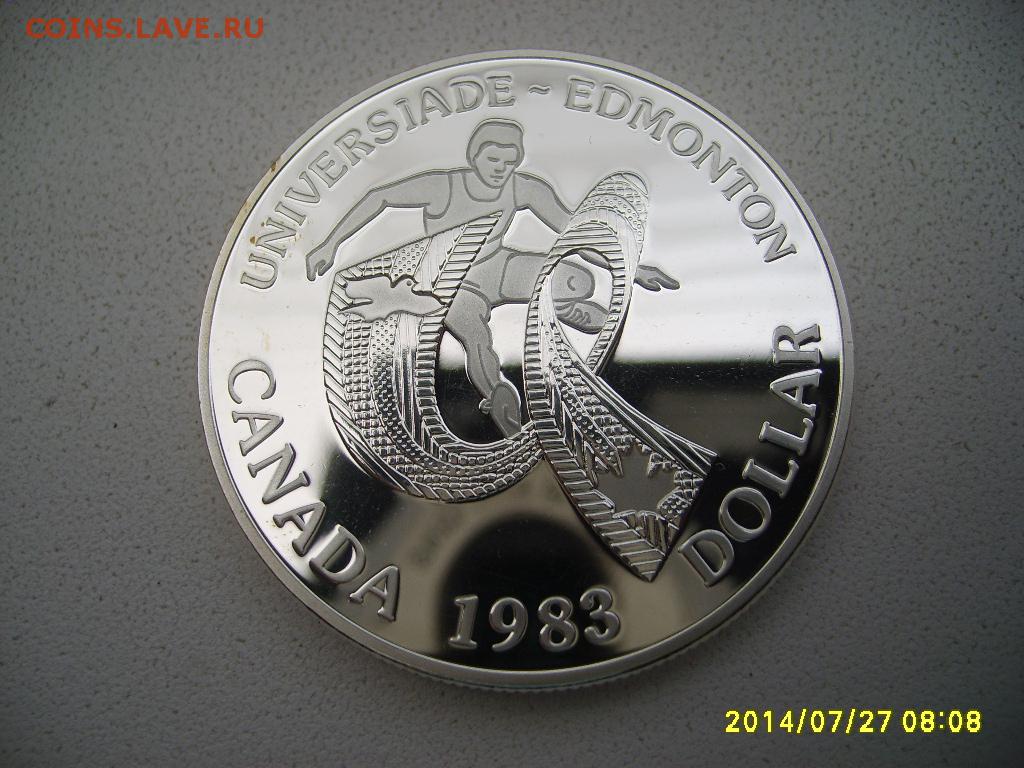 COINS.LAVE.RU
UNIVERSIADE ~ EDMONTON
CANADA 1983 DOLLAR
2014/07/27 08:08